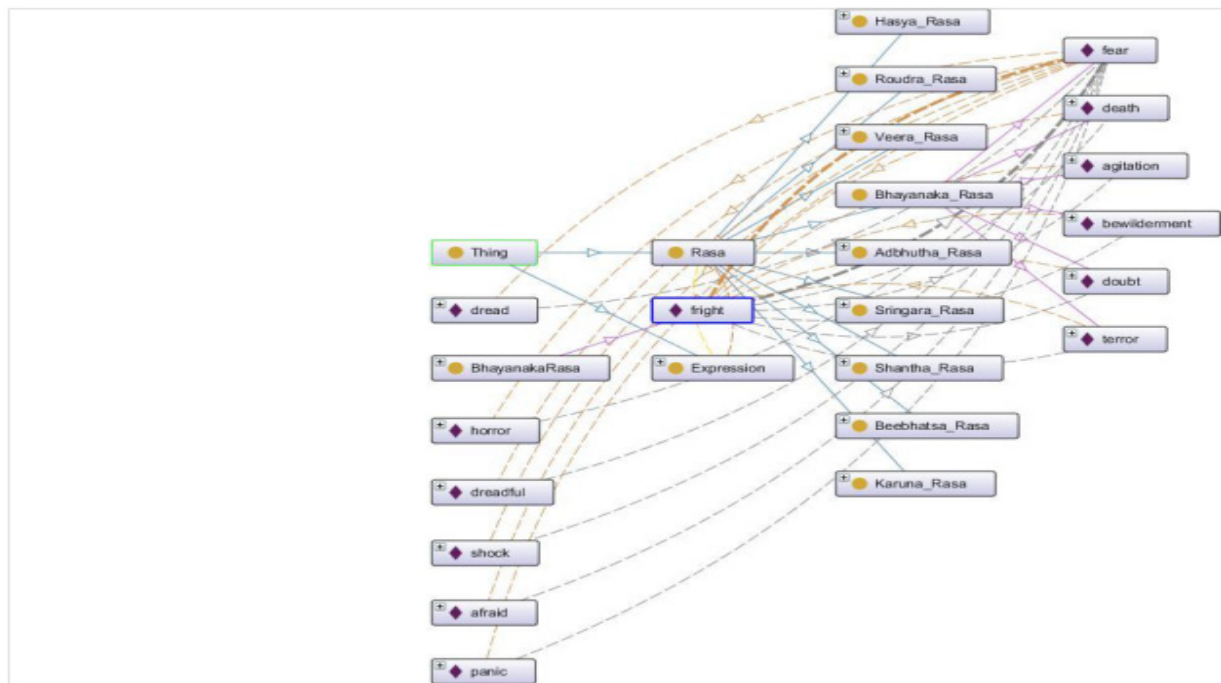 Hasya_Rasa
fear
Roudra_Rasa
death
Veera_Rasa
agitation
Bhayanaka_Rasa
bewilderment
Thing
Rasa
Adbhutha_Rasa
doubt
dread
fright
Sringara_Rasa
terror
BhayanakaRasa
Expression
Shantha_Rasa
horror
Beebhatsa_Rasa
dreadful
Karuna_Rasa
shock
afraid
panic